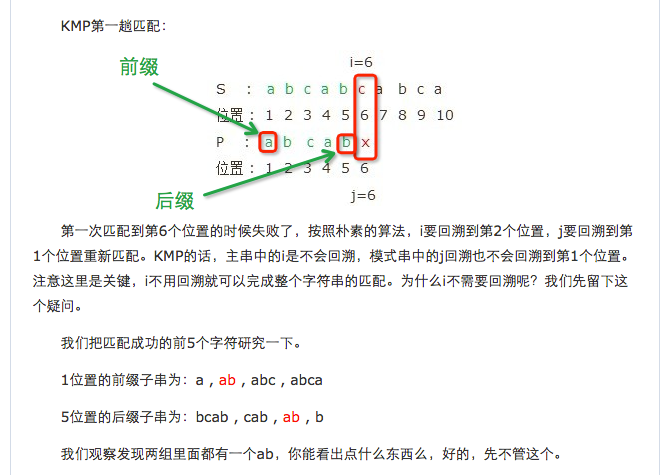 KMP第一趟匹配：
i=6
前缀
S : a b c a b c a b c a
位置： 1 2 3 4 5 6 7 8 9 10
P : a b c a b x
位置： 1 2 3 4 5 6
后缀
j=6
第一次匹配到第6个位置的时候失败了，按照朴素的算法，i要回溯到第2个位置，j要回溯到第
1个位置重新匹配。KMP的话，主串中的i是不会回溯，模式串中的j回溯也不会回溯到第1个位置。
注意这里是关键，i不用回溯就可以完成整个字符串的匹配。为什么i不需要回溯呢？我们先留下这
个疑问。
我们把匹配成功的前5个字符研究一下。
1位置的前缀子串为：a , ab , abc , abca
5位置的后缀子串为：bcab , cab , ab , b
我们观察发现两组里面都有一个ab，你能看出点什么东西么，好的，先不管这个。